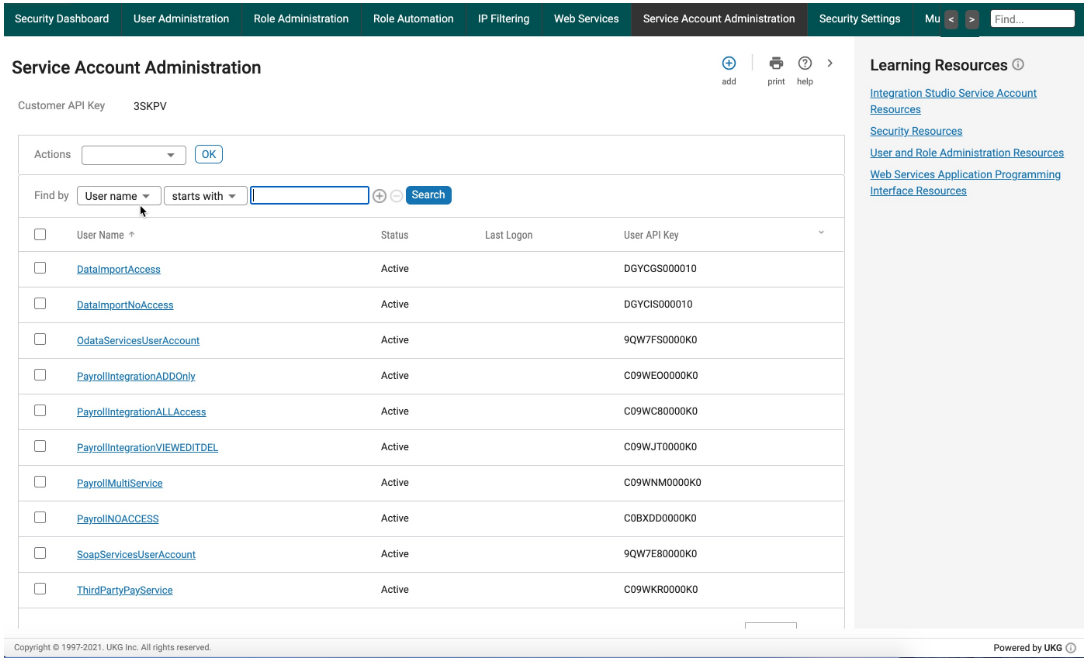 Security Dashboard User Administration Role Administration Role Automation IP Filtering Web Services Service Account Administration Security Settings Mu < > Find...
Service Account Administration
add print help
Customer API Key 3SKPV
Actions OK
Find by User name starts with Search
User Name Status Last Logon User API Key
DataImportAccess Active DGYCGS000010
DataImportNoAccess Active DGYCIS000010
OdataServicesUserAccount Active 9QW7FS0000K0
PayrollIntegrationADDOnly Active C09WEO0000K0
PayrollIntegrationALLAccess Active C09WC80000K0
PayrollIntegrationVIEWEDITDEL Active C09WJT0000K0
PayrollMultiService Active C09WNM0000K0
PayrollNOACCESS Active C0BXDD0000K0
SoapServicesUserAccount Active 9QW7E80000K0
ThirdPartyPayService Active C09WKR0000K0
Learning Resources
Integration Studio Service Account
Resources
Security Resources
User and Role Administration Resources
Web Services Application Programming
Interface Resources
Copyright © 1997-2021. UKG Inc. All rights reserved. Powered by UKG